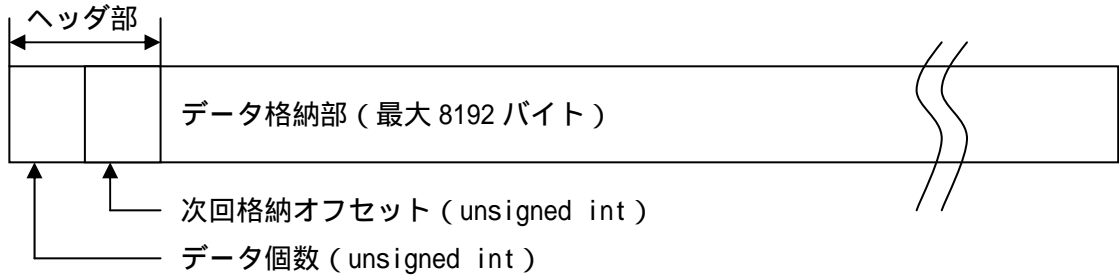 ヘッダ部
データ格納部（最大 8192 バイト）
次回格納オフセット（unsigned int）
データ個数（unsigned int）